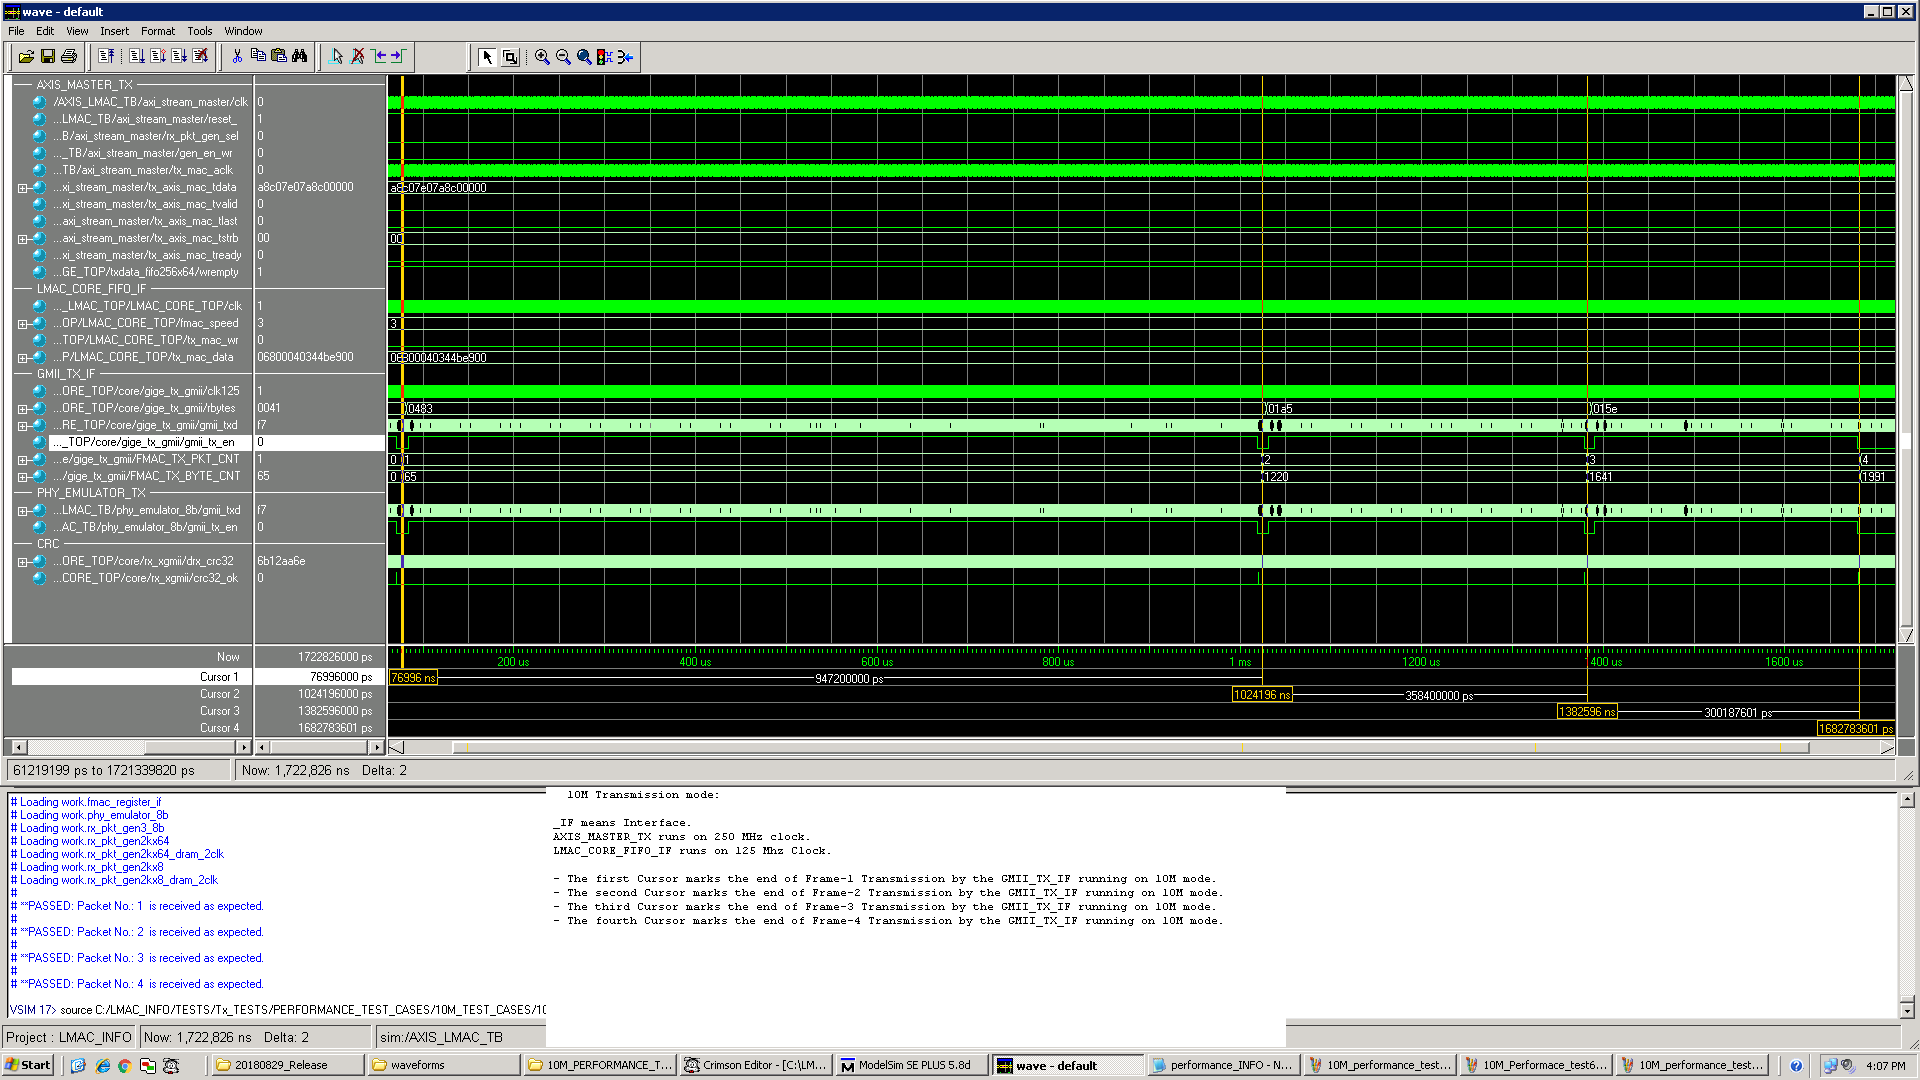 wave - default
File Edit View Insert Format Tools Window
AXIS_MASTER_TX
/AXIS_LMAC_TB/axi_stream_master/clk 0
...LMAC_TB/axi_stream_master/reset_ 1
...B/axi_stream_master/rx_pkt_gen_sel 0
..._TB/axi_stream_master/gen_en_wr 0
...TB/axi_stream_master/tx_mac_aclk 0
...xi_stream_master/tx_axis_mac_tdata a8c07e07a8c00000 a8c07e07a8c00000
...xi_stream_master/tx_axis_mac_tvalid 0
...axi_stream_master/tx_axis_mac_tlast 0
...axi_stream_master/tx_axis_mac_tstrb 00 00
...xi_stream_master/tx_axis_mac_tready 0
...GE_TOP/txdata_fifo256x64/wrempty 1
LMAC_CORE_FIFO_IF
..._LMAC_TOP/LMAC_CORE_TOP/clk 1
...OP/LMAC_CORE_TOP/fmac_speed 3 3
...TOP/LMAC_CORE_TOP/tx_mac_wr 0
...P/LMAC_CORE_TOP/tx_mac_data 06800040344be900 06800040344be900
GMII_TX_IF
...ORE_TOP/core/gige_tx_gmii/clk125 1
...ORE_TOP/core/gige_tx_gmii/rbytes 0041 0483 01a5 015e
...RE_TOP/core/gige_tx_gmii/gmii_txd f7
..._TOP/core/gige_tx_gmii/gmii_tx_en 0
...e/gige_tx_gmii/FMAC_TX_PKT_CNT 1 0 1 2 3 4
.../gige_tx_gmii/FMAC_TX_BYTE_CNT 65 0 65 1220 1641 1991
PHY_EMULATOR_TX
...LMAC_TB/phy_emulator_8b/gmii_txd f7
...AC_TB/phy_emulator_8b/gmii_tx_en 0
CRC
...ORE_TOP/core/rx_xgmii/drx_crc32 6b12aa6e
...CORE_TOP/core/rx_xgmii/crc32_ok 0
Now 1722826000 ps 200 us 400 us 600 us 800 us 1 ms 1200 us 1400 us 1600 us
Cursor 1 76996000 ps 76996 ns 947200000 ps
Cursor 2 1024196000 ps 1024196 ns 358400000 ps
Cursor 3 1382596000 ps 1382596 ns 300187601 ps
Cursor 4 1682783601 ps 1682783601 ps
61219199 ps to 1721339820 ps Now: 1,722,826 ns Delta: 2
# Loading work.fmac_register_if
# Loading work.phy_emulator_8b
# Loading work.rx_pkt_gen3_8b
# Loading work.rx_pkt_gen2kx64
# Loading work.rx_pkt_gen2kx64_dram_2clk
# Loading work.rx_pkt_gen2kx8
# Loading work.rx_pkt_gen2kx8_dram_2clk
#
# **PASSED: Packet No.: 1 is received as expected.
#
# **PASSED: Packet No.: 2 is received as expected.
#
# **PASSED: Packet No.: 3 is received as expected.
#
# **PASSED: Packet No.: 4 is received as expected.
VSIM 17> source C:/LMAC_INFO/TESTS/Tx_TESTS/PERFORMANCE_TEST_CASES/10M_TEST_CASES/10
10M Transmission mode:
_IF means Interface.
AXIS_MASTER_TX runs on 250 MHz clock.
LMAC_CORE_FIFO_IF runs on 125 Mhz Clock.
- The first Cursor marks the end of Frame-1 Transmission by the GMII_TX_IF running on 10M mode.
- The second Cursor marks the end of Frame-2 Transmission by the GMII_TX_IF running on 10M mode.
- The third Cursor marks the end of Frame-3 Transmission by the GMII_TX_IF running on 10M mode.
- The fourth Cursor marks the end of Frame-4 Transmission by the GMII_TX_IF running on 10M mode.
Project : LMAC_INFO Now: 1,722,826 ns Delta: 2 sim:/AXIS_LMAC_TB
Start 20180829_Release waveforms 10M_PERFORMANCE_T... Crimson Editor - [C:\LM... ModelSim SE PLUS 5.8d wave - default performance_INFO - N... 10M_performance_test... 10M_Performace_test6... 10M_performance_test... 4:07 PM